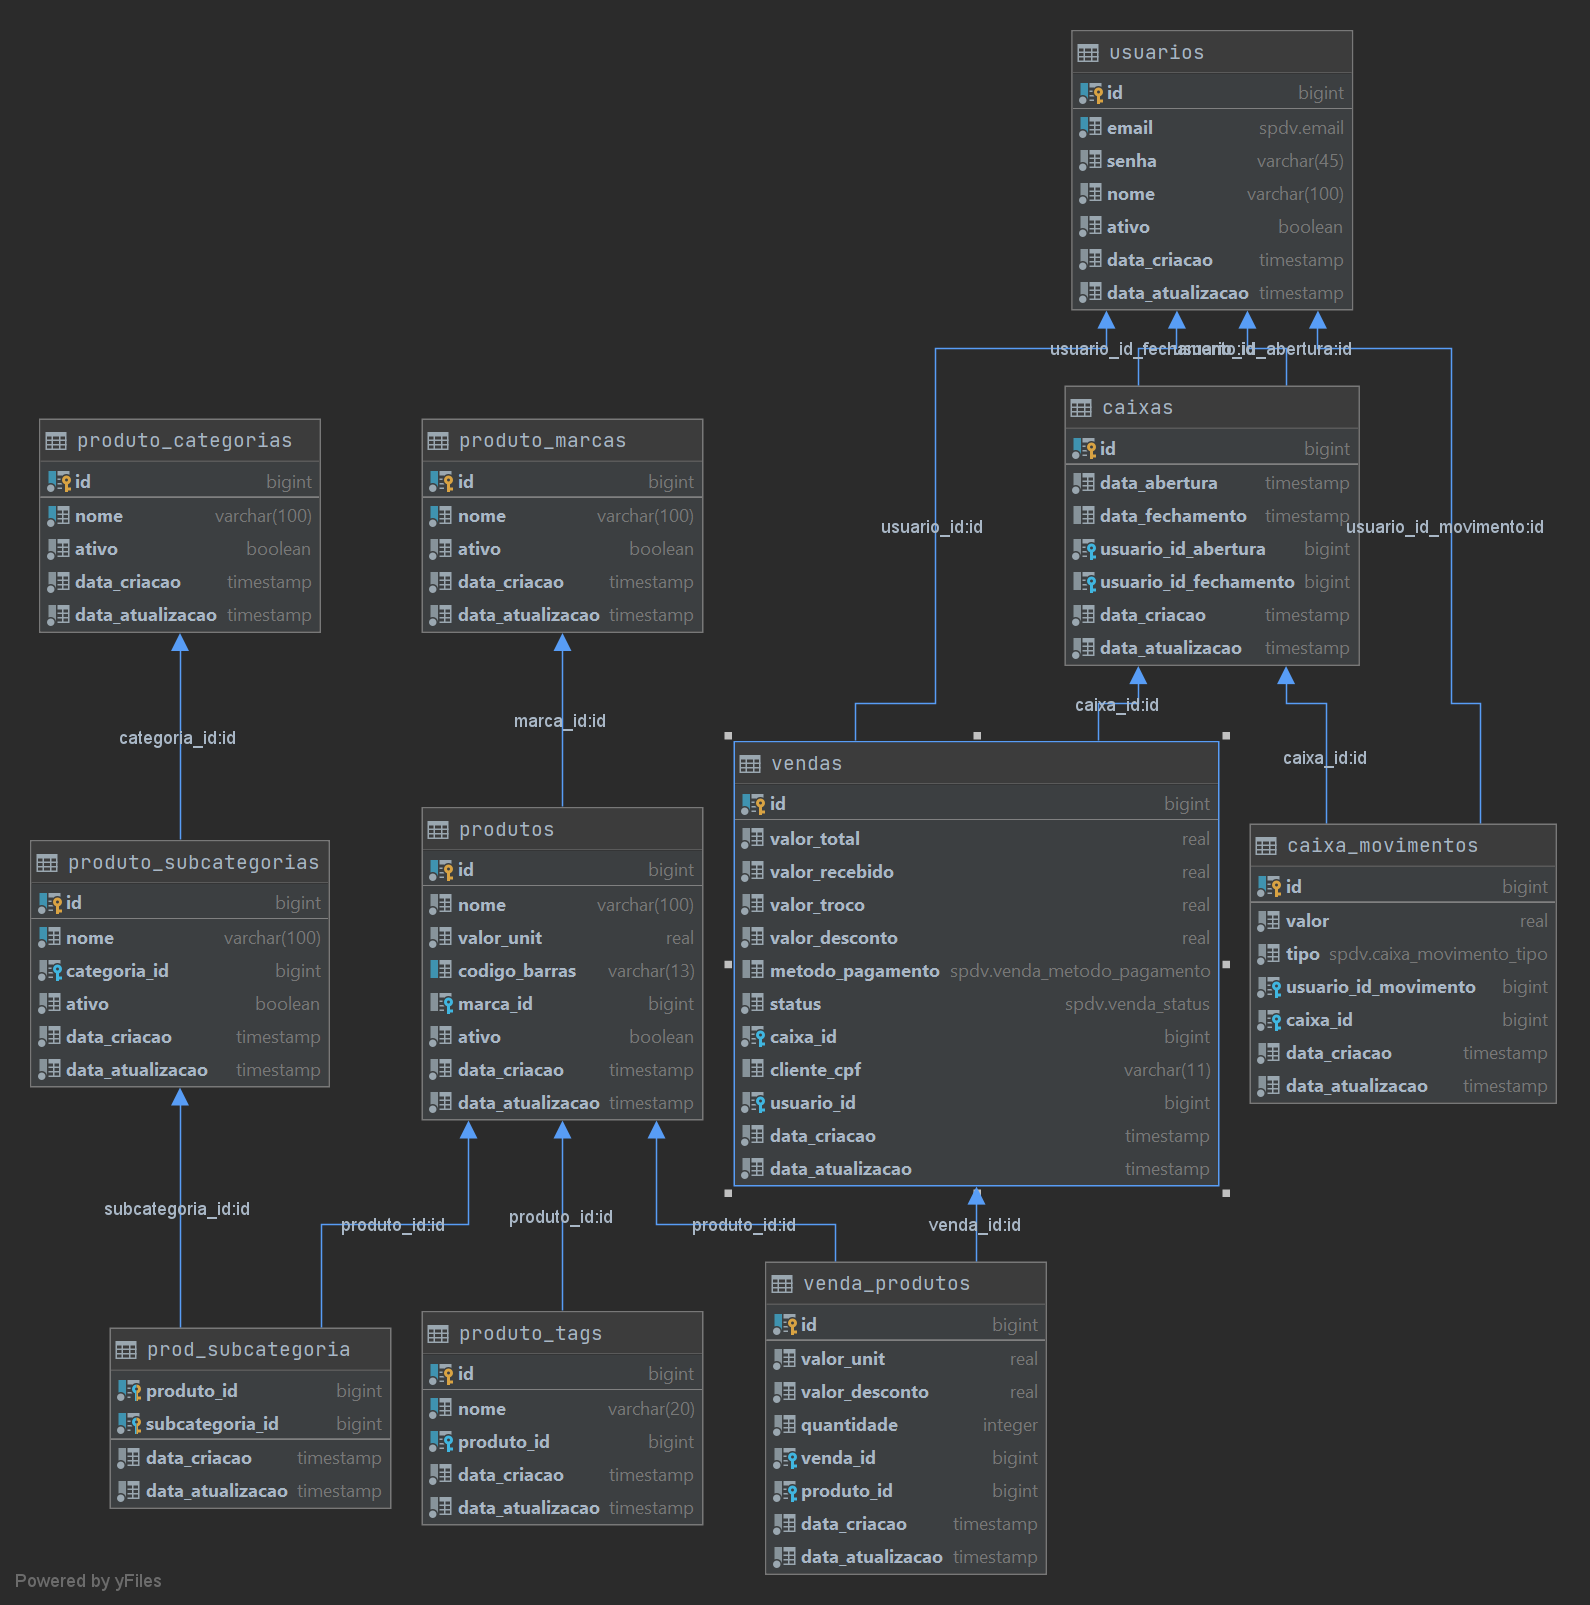 usuarios
id bigint
email spdv.email
senha varchar(45)
nome varchar(100)
ativo boolean
data_criacao timestamp
data_atualizacao timestamp
usuario_id_fechamento:id
usuario_id_abertura:id
caixas
id bigint
data_abertura timestamp
data_fechamento timestamp
usuario_id_abertura bigint
usuario_id_fechamento bigint
data_criacao timestamp
data_atualizacao timestamp
usuario_id:id
usuario_id_movimento:id
produto_categorias
id bigint
nome varchar(100)
ativo boolean
data_criacao timestamp
data_atualizacao timestamp
produto_marcas
id bigint
nome varchar(100)
ativo boolean
data_criacao timestamp
data_atualizacao timestamp
categoria_id:id
marca_id:id
caixa_id:id
caixa_id:id
vendas
id bigint
valor_total real
valor_recebido real
valor_troco real
valor_desconto real
metodo_pagamento spdv.venda_metodo_pagamento
status spdv.venda_status
caixa_id bigint
cliente_cpf varchar(11)
usuario_id bigint
data_criacao timestamp
data_atualizacao timestamp
caixa_movimentos
id bigint
valor real
tipo spdv.caixa_movimento_tipo
usuario_id_movimento bigint
caixa_id bigint
data_criacao timestamp
data_atualizacao timestamp
produtos
id bigint
nome varchar(100)
valor_unit real
codigo_barras varchar(13)
marca_id bigint
ativo boolean
data_criacao timestamp
data_atualizacao timestamp
produto_subcategorias
id bigint
nome varchar(100)
categoria_id bigint
ativo boolean
data_criacao timestamp
data_atualizacao timestamp
subcategoria_id:id
produto_id:id
produto_id:id
produto_id:id
venda_id:id
prod_subcategoria
produto_id bigint
subcategoria_id bigint
data_criacao timestamp
data_atualizacao timestamp
produto_tags
id bigint
nome varchar(20)
produto_id bigint
data_criacao timestamp
data_atualizacao timestamp
venda_produtos
id bigint
valor_unit real
valor_desconto real
quantidade integer
venda_id bigint
produto_id bigint
data_criacao timestamp
data_atualizacao timestamp
Powered by yFiles